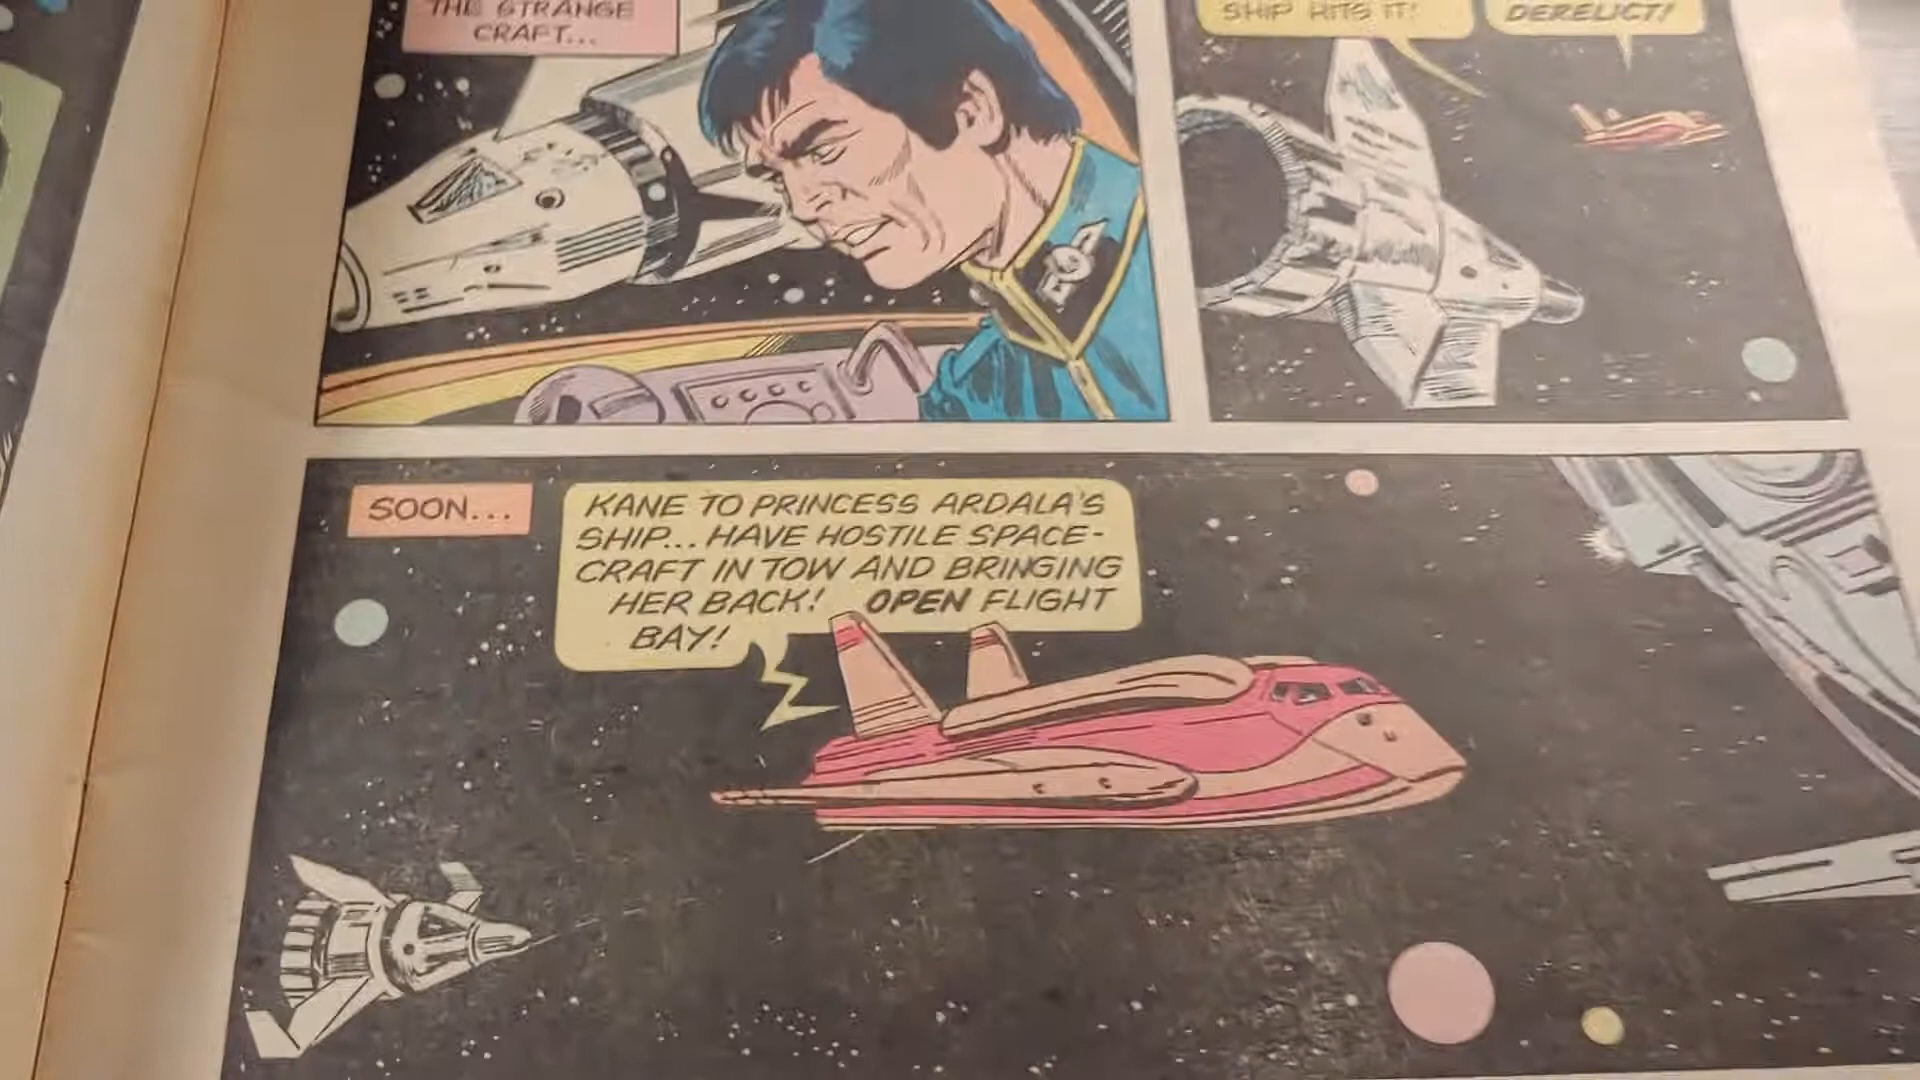 THE STRANGE
CRAFT...
SHIP HITS IT!
DERELICT!
SOON...
KANE TO PRINCESS ARDALA'S
SHIP... HAVE HOSTILE SPACE-
CRAFT IN TOW AND BRINGING
HER BACK! OPEN FLIGHT
BAY!